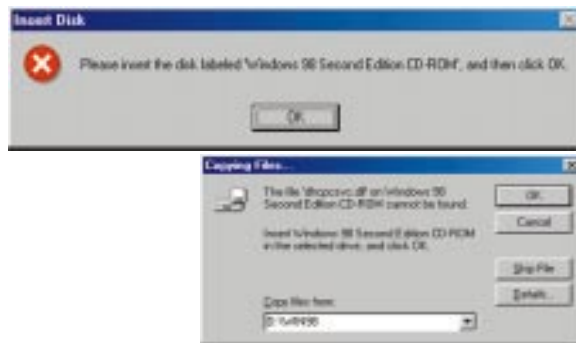 Insert Disk
Please insert the disk labeled 'Windows 98 Second Edition CD-ROM', and then click OK.
OK
Copying Files...
The file on Windows 98
Second Edition CD-ROM cannot be found.
Insert Windows 98 Second Edition CD-ROM
in the selected drive, and click OK.
Copy files from:
D:\WIN98
OK
Cancel
Skip File
Details...